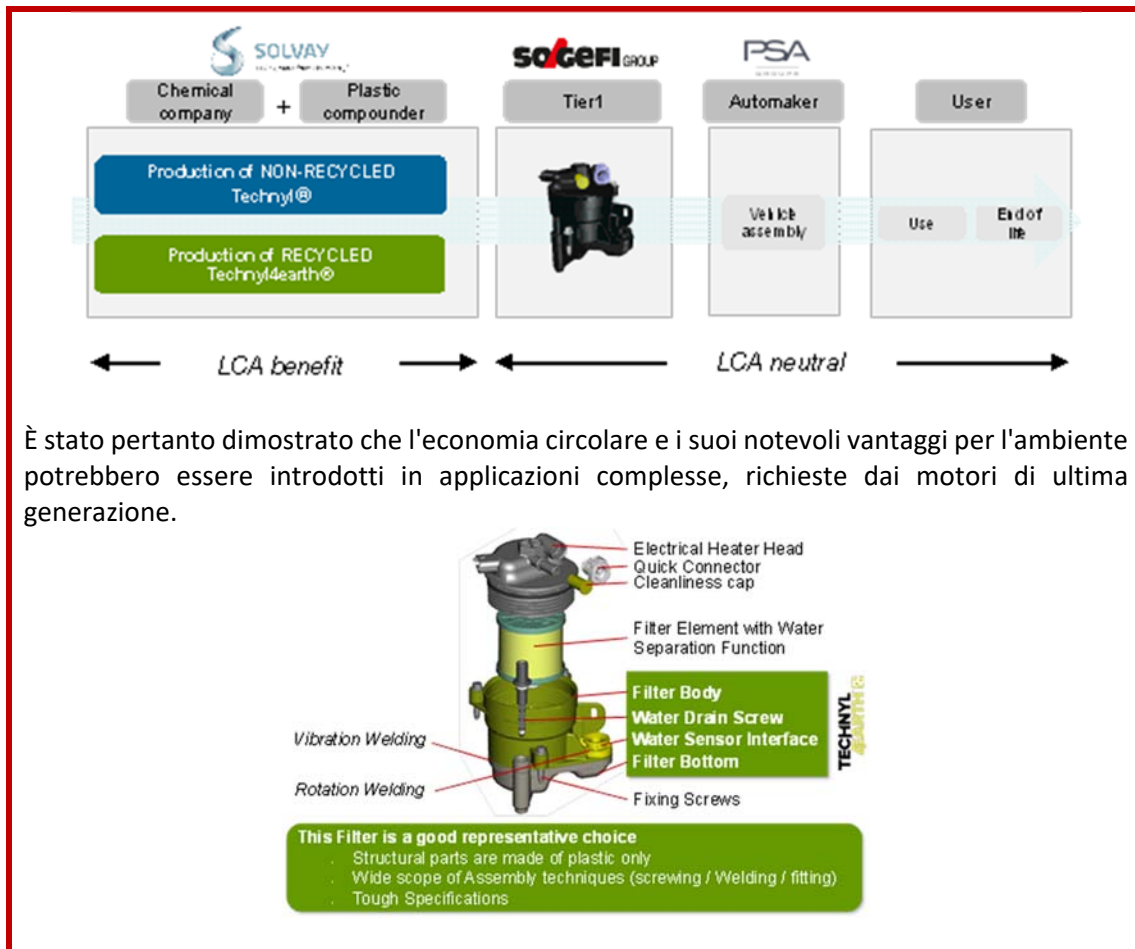 SOLVAY
SOGEFI GROUP
PSA
GROUPE
Chemical company
+
Plastic compounder
Tier1
Automaker
User
Production of NON-RECYCLED
Technyl®
Production of RECYCLED
Technyl4earth®
Vehicle
assembly
Use
End of
life
LCA benefit
LCA neutral
È stato pertanto dimostrato che l'economia circolare e i suoi notevoli vantaggi per l'ambiente
potrebbero essere introdotti in applicazioni complesse, richieste dai motori di ultima
generazione.
Electrical Heater Head
Quick Connector
Cleanliness cap
Filter Element with Water
Separation Function
Filter Body
Water Drain Screw
Water Sensor Interface
Filter Bottom
TECHNYL
4EARTH
Vibration Welding
Rotation Welding
Fixing Screws
This Filter is a good representative choice
. Structural parts are made of plastic only
. Wide scope of Assembly techniques (screwing / Welding / fitting)
. Tough Specifications